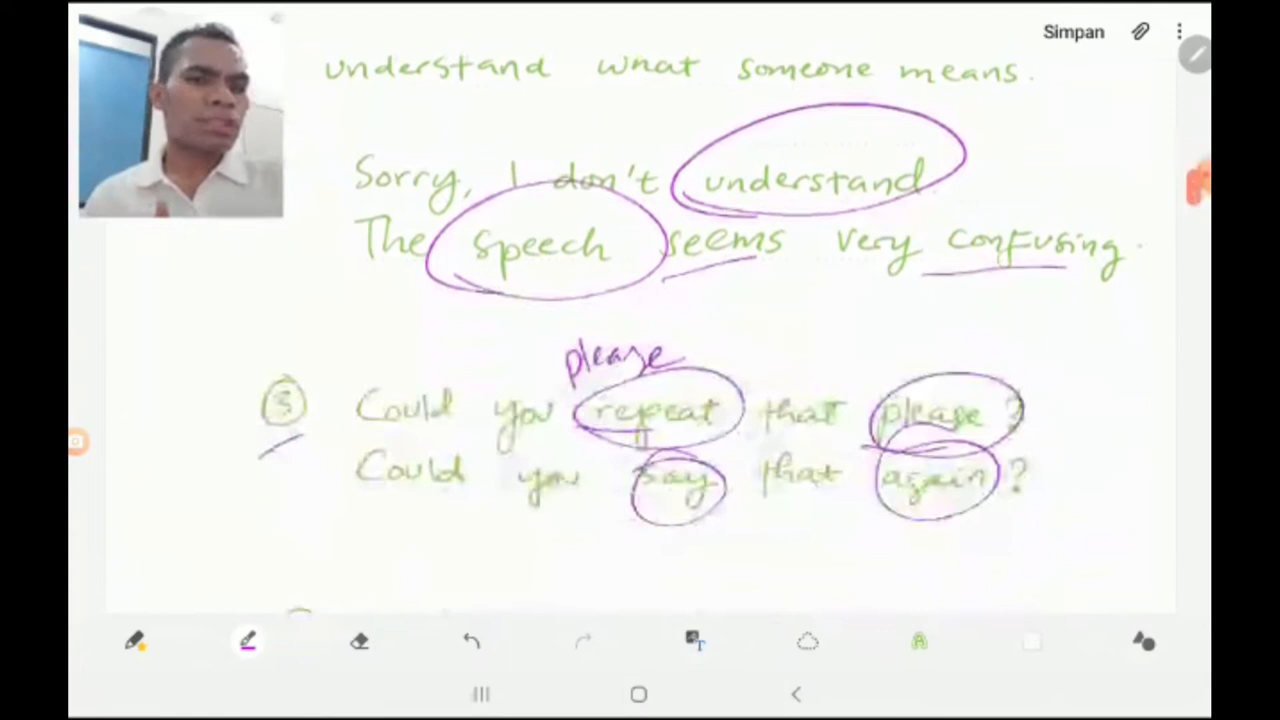 Simpan
understand what someone means.
Sorry, I don't understand.
The speech seems very confusing.
please
3 Could you repeat that please?
Could you say that again?